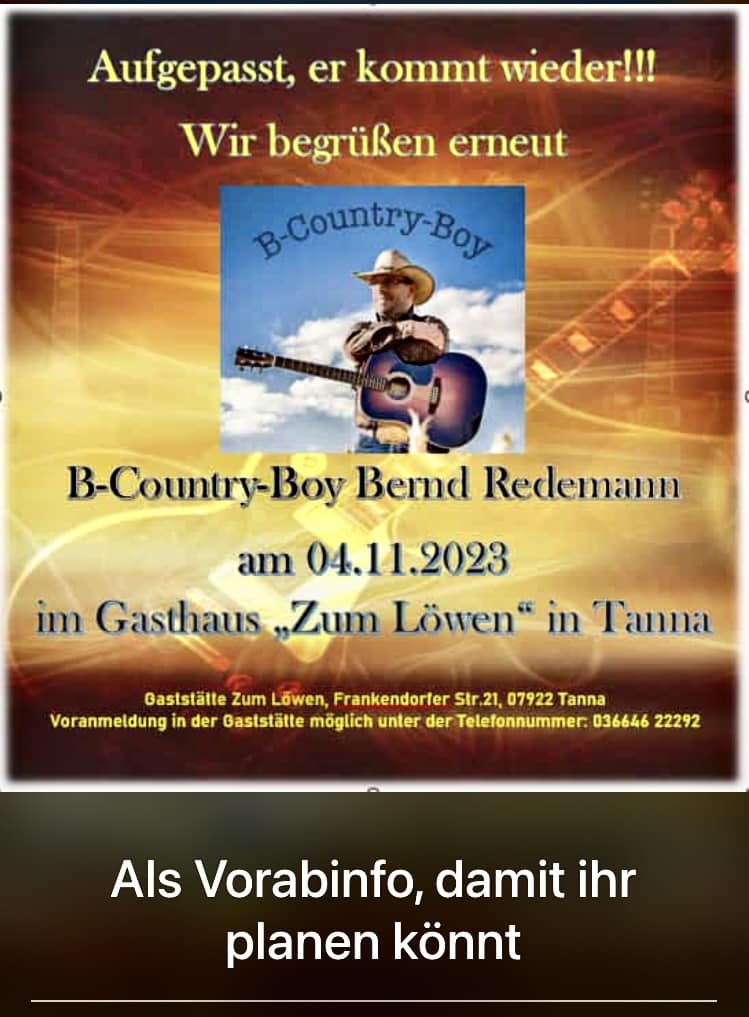 Aufgepasst, er kommt wieder!!!
Wir begrüßen erneut
B-Country-Boy
B-Country-Boy Bernd Redemann
am 04.11.2023
im Gasthaus „Zum Löwen“ in Tanna
Gaststätte Zum Löwen, Frankendorfer Str.21, 07922 Tanna
Voranmeldung in der Gaststätte möglich unter der Telefonnummer: 036646 22292
Als Vorabinfo, damit ihr
planen könnt